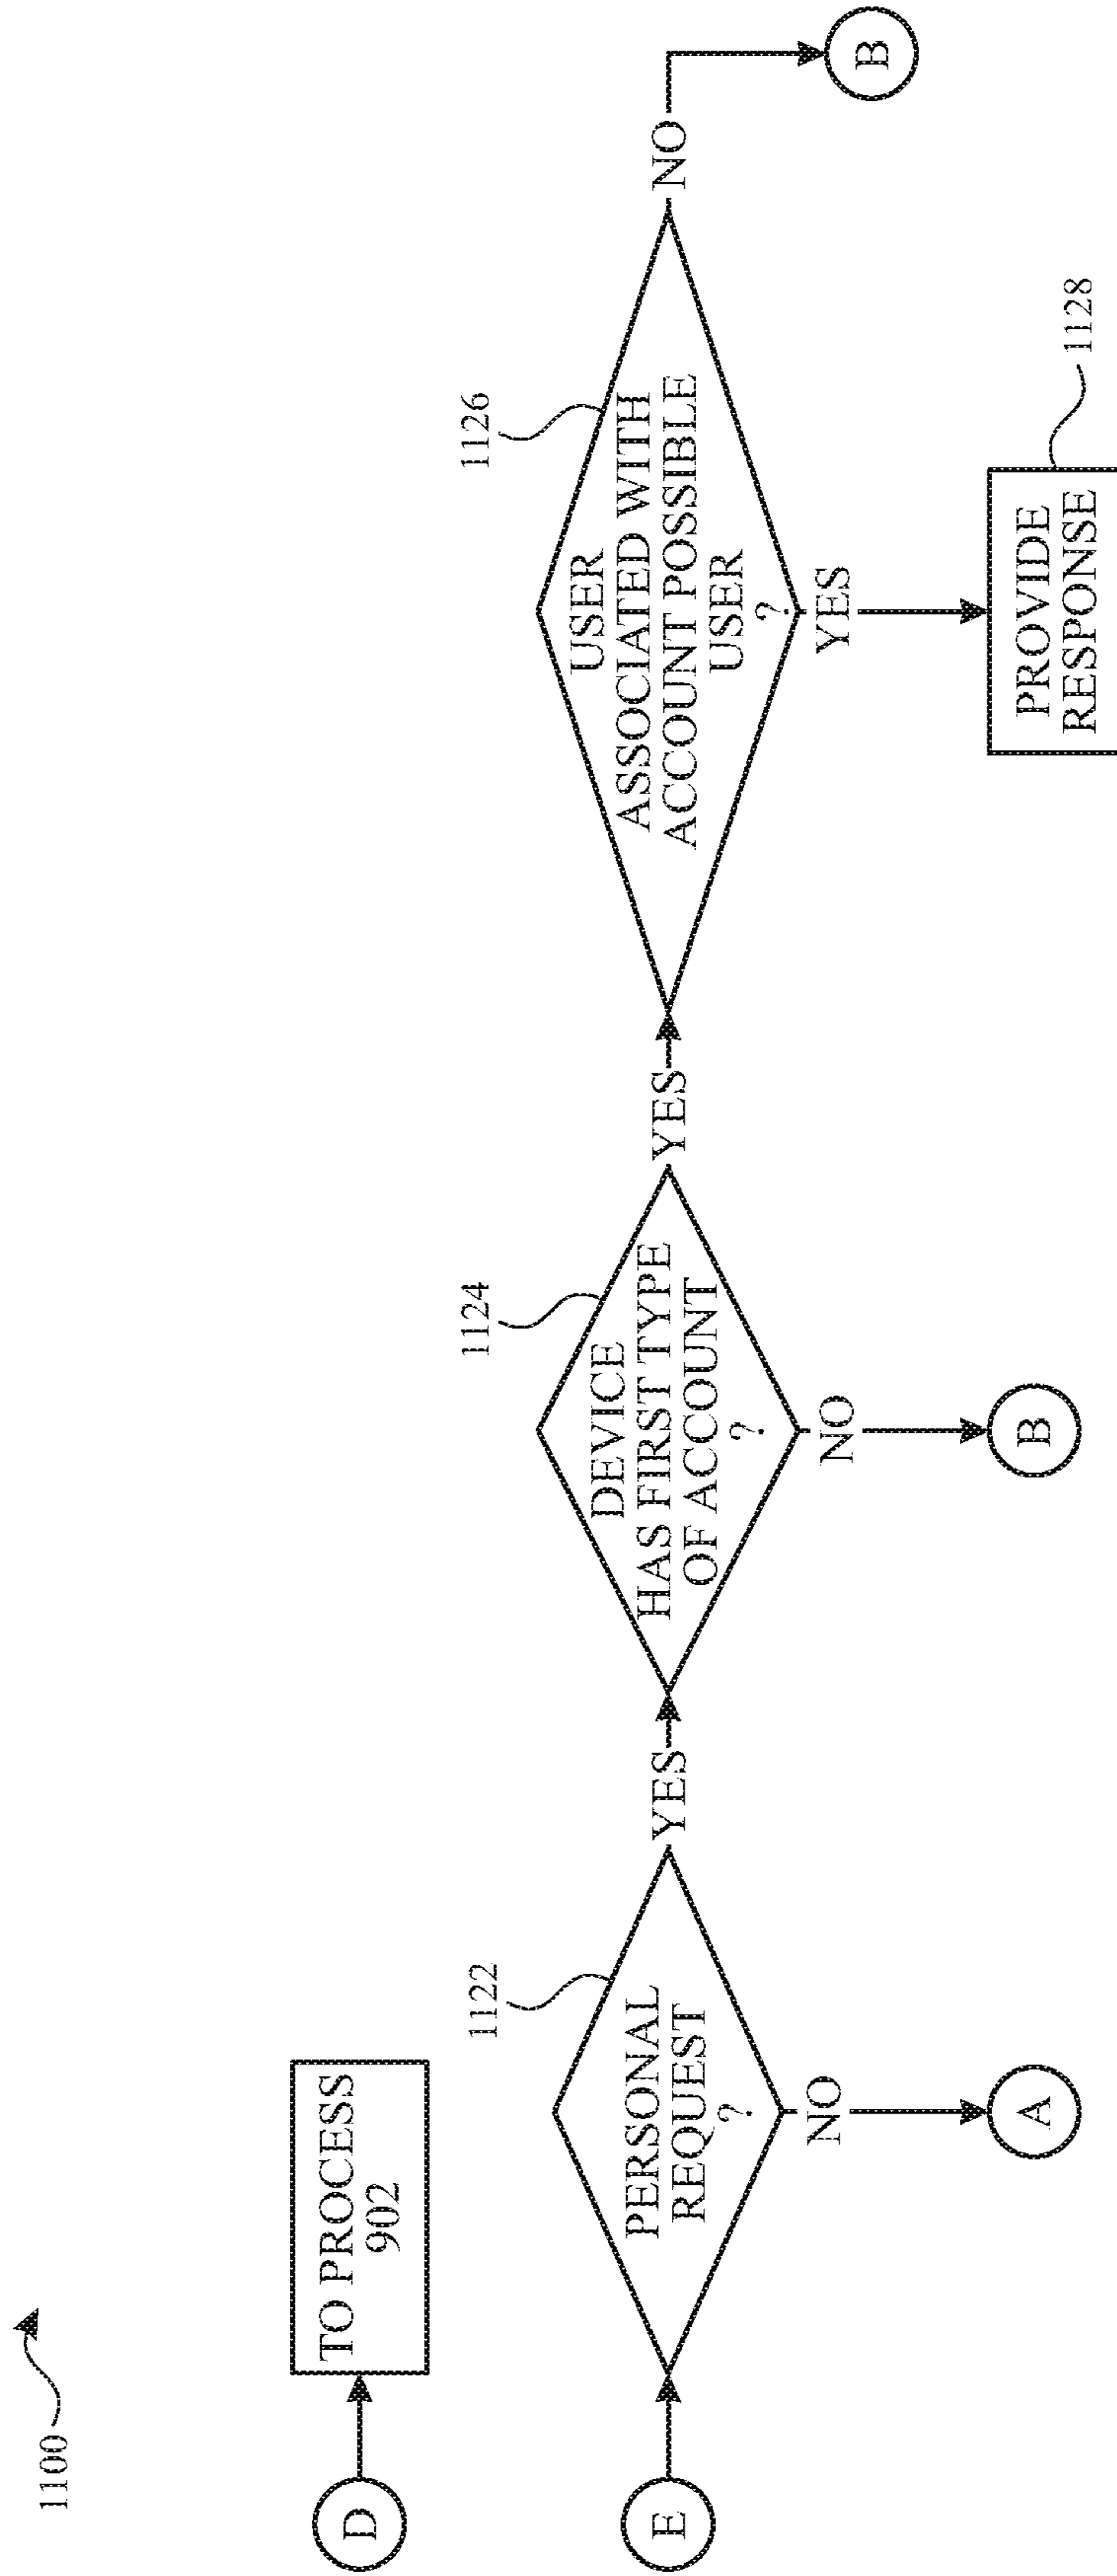 1100
D
TO PROCESS
902
E
1122
PERSONAL
REQUEST
?
NO
A
YES
1124
DEVICE
HAS FIRST TYPE
OF ACCOUNT
?
NO
B
YES
1126
USER
ASSOCIATED WITH
ACCOUNT POSSIBLE
USER
?
YES
1128
PROVIDE
RESPONSE
NO
B